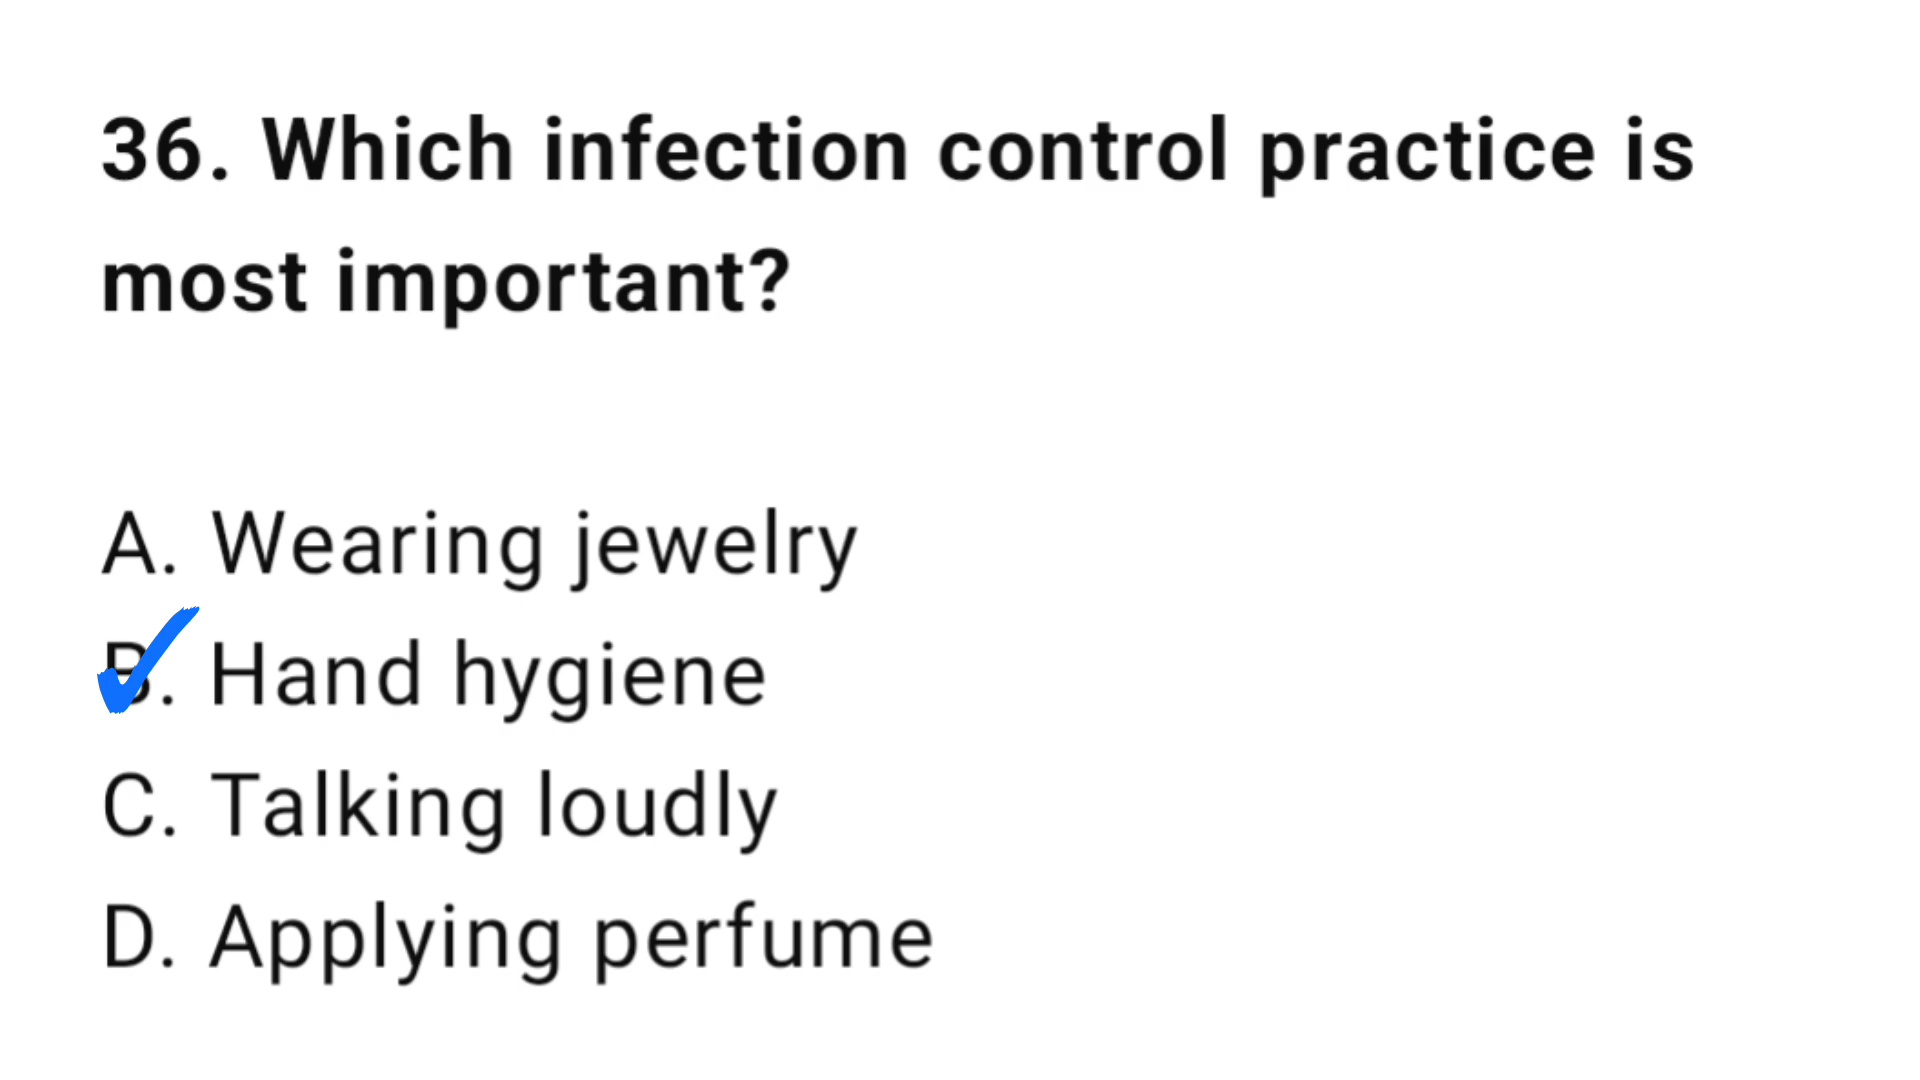 36. Which infection control practice is
most important?
A. Wearing jewelry
B. Hand hygiene
C. Talking loudly
D. Applying perfume